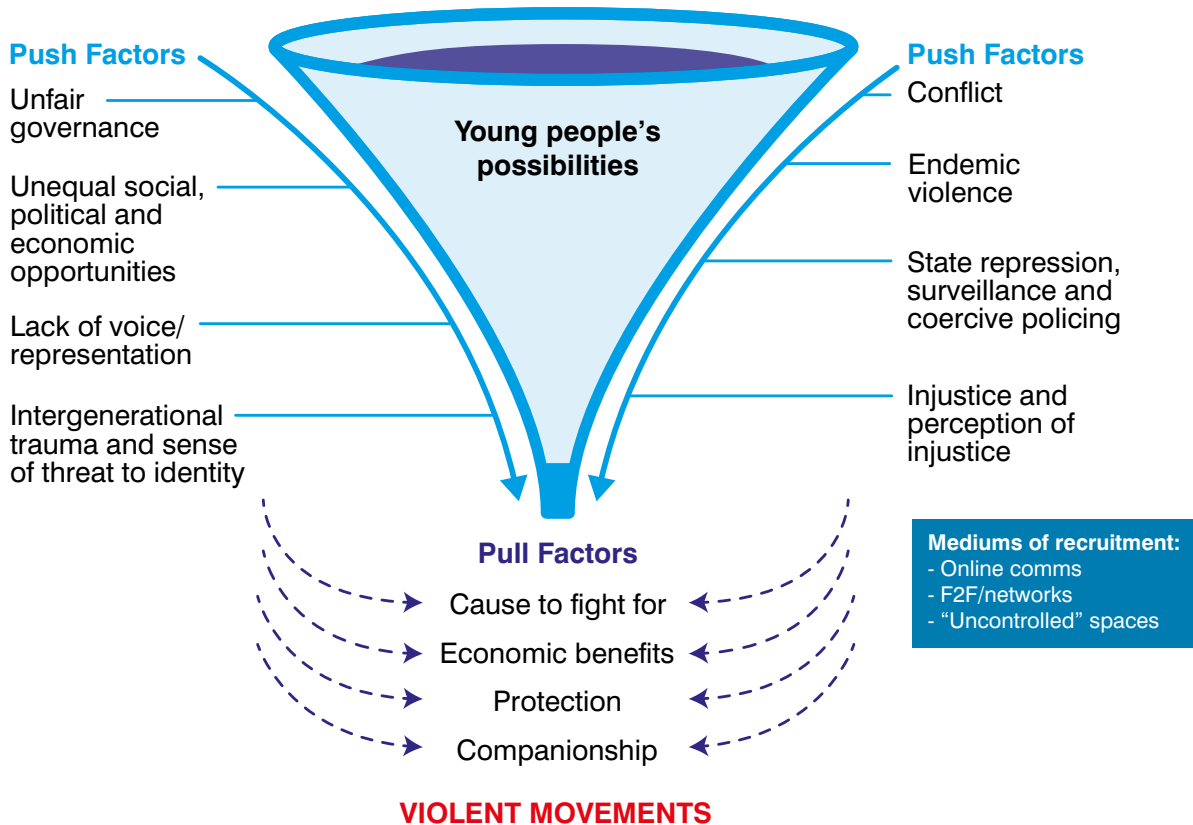 Push Factors
Unfair
governance
Unequal social,
political and
economic
opportunities
Lack of voice/
representation
Intergenerational
trauma and sense
of threat to identity
Young people’s
possibilities
Push Factors
Conflict
Endemic
violence
State repression,
surveillance and
coercive policing
Injustice and
perception of
injustice
Pull Factors
Cause to fight for
Economic benefits
Protection
Companionship
VIOLENT MOVEMENTS
Mediums of recruitment:
- Online comms
- F2F/networks
- “Uncontrolled” spaces